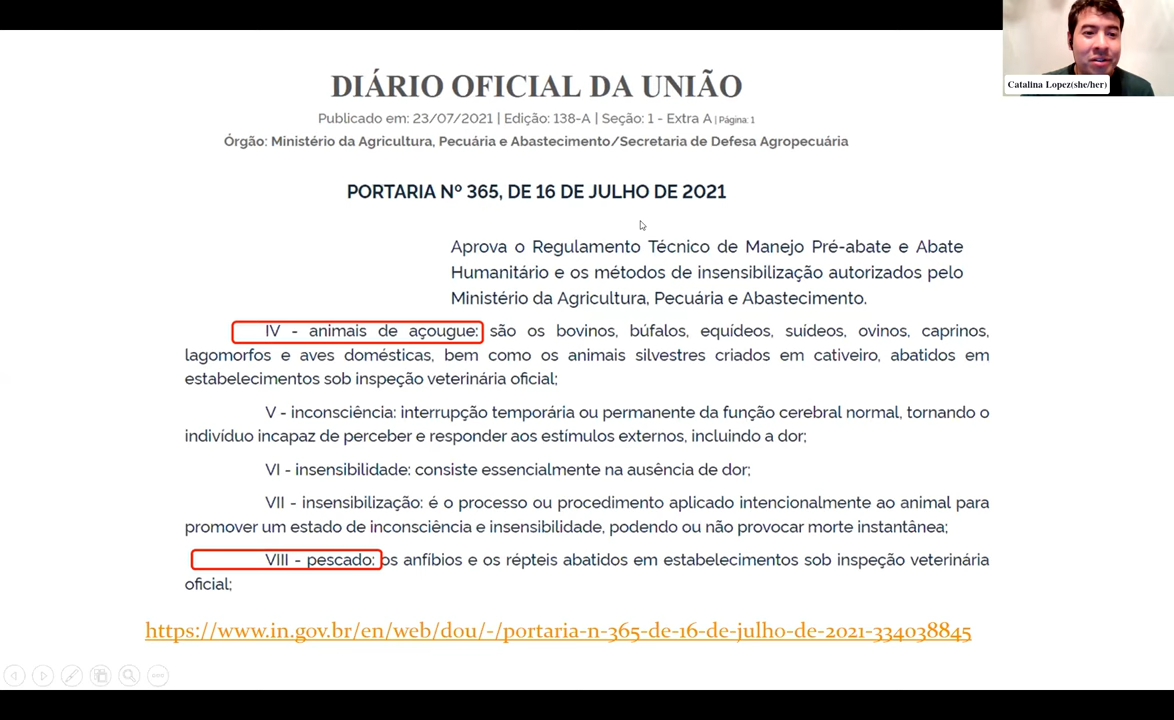 Catalina Lopez(she/her)
DIÁRIO OFICIAL DA UNIÃO
Publicado em: 23/07/2021 | Edição: 138-A | Seção: 1 - Extra A | Página: 1
Órgão: Ministério da Agricultura, Pecuária e Abastecimento/Secretaria de Defesa Agropecuária
PORTARIA Nº 365, DE 16 DE JULHO DE 2021
Aprova o Regulamento Técnico de Manejo Pré-abate e Abate
Humanitário e os métodos de insensibilização autorizados pelo
Ministério da Agricultura, Pecuária e Abastecimento.
IV - animais de açougue: são os bovinos, búfalos, equídeos, suídeos, ovinos, caprinos,
lagomorfos e aves domésticas, bem como os animais silvestres criados em cativeiro, abatidos em
estabelecimentos sob inspeção veterinária oficial;
V - inconsciência: interrupção temporária ou permanente da função cerebral normal, tornando o
indivíduo incapaz de perceber e responder aos estímulos externos, incluindo a dor;
VI - insensibilidade: consiste essencialmente na ausência de dor;
VII - insensibilização: é o processo ou procedimento aplicado intencionalmente ao animal para
promover um estado de inconsciência e insensibilidade, podendo ou não provocar morte instantânea;
VIII - pescado: os anfíbios e os répteis abatidos em estabelecimentos sob inspeção veterinária
oficial;
https://www.in.gov.br/en/web/dou/-/portaria-n-365-de-16-de-julho-de-2021-334038845